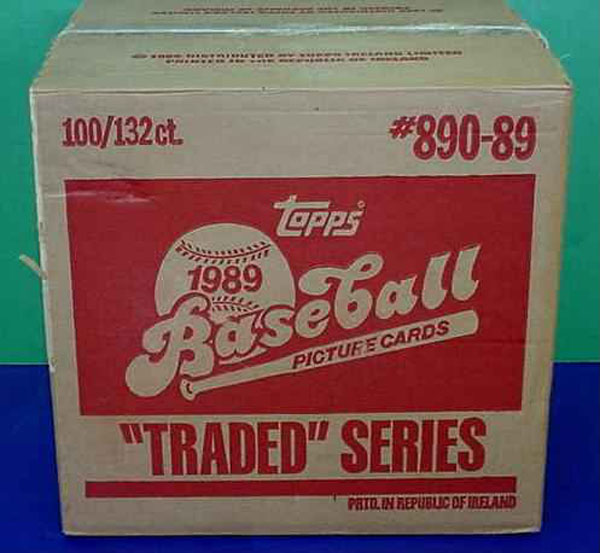 © 1989 DISTRIBUTED BY TOPPS IRELAND LIMITED
PRINTED IN THE REPUBLIC OF IRELAND
100/132 ct.
#890-89
Topps®
1989
Baseball
PICTURE CARDS
"TRADED" SERIES
PRTD. IN REPUBLIC OF IRELAND